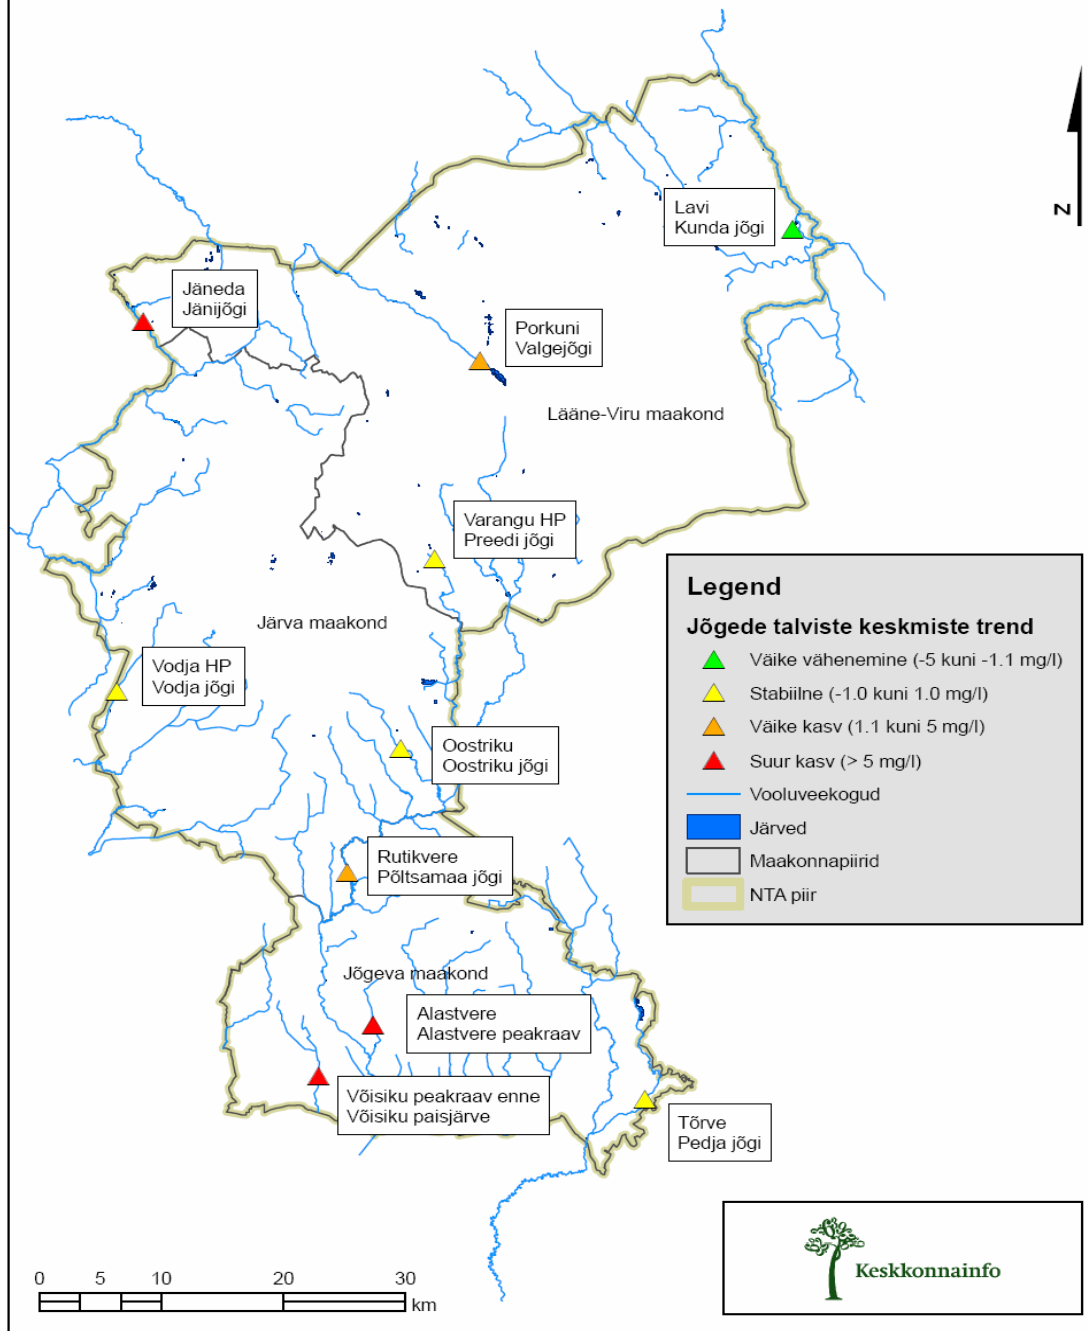 N
Lavi
Kunda jõgi
Jäneda
Jänijõgi
Porkuni
Valgejõgi
Lääne-Viru maakond
Varangu HP
Preedi jõgi
Järva maakond
Vodja HP
Vodja jõgi
Oostriku
Oostriku jõgi
Rutikvere
Põltsamaa jõgi
Jõgeva maakond
Alastvere
Alastvere peakraav
Võisiku peakraav enne
Võisiku paisjärve
Tõrve
Pedja jõgi
Legend
Jõgede talviste keskmiste trend
Väike vähenemine (-5 kuni -1.1 mg/l)
Stabiilne (-1.0 kuni 1.0 mg/l)
Väike kasv (1.1 kuni 5 mg/l)
Suur kasv (> 5 mg/l)
Vooluveekogud
Järved
Maakonnapiirid
NTA piir
0 5 10 20 30
km
Keskkonnainfo